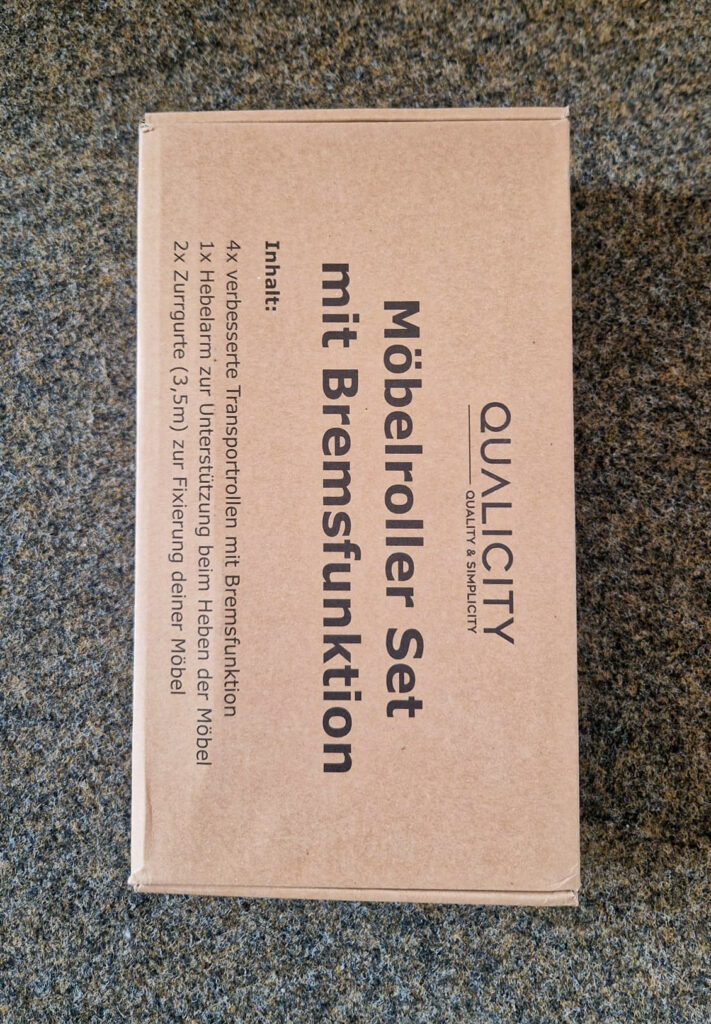 QUALICITY
QUALITY & SIMPLICITY
Möbelroller Set
mit Bremsfunktion
Inhalt:
4x verbesserte Transportrollen mit Bremsfunktion
1x Hebelarm zur Unterstützung beim Heben der Möbel
2x Zurrgurte (3,5m) zur Fixierung deiner Möbel